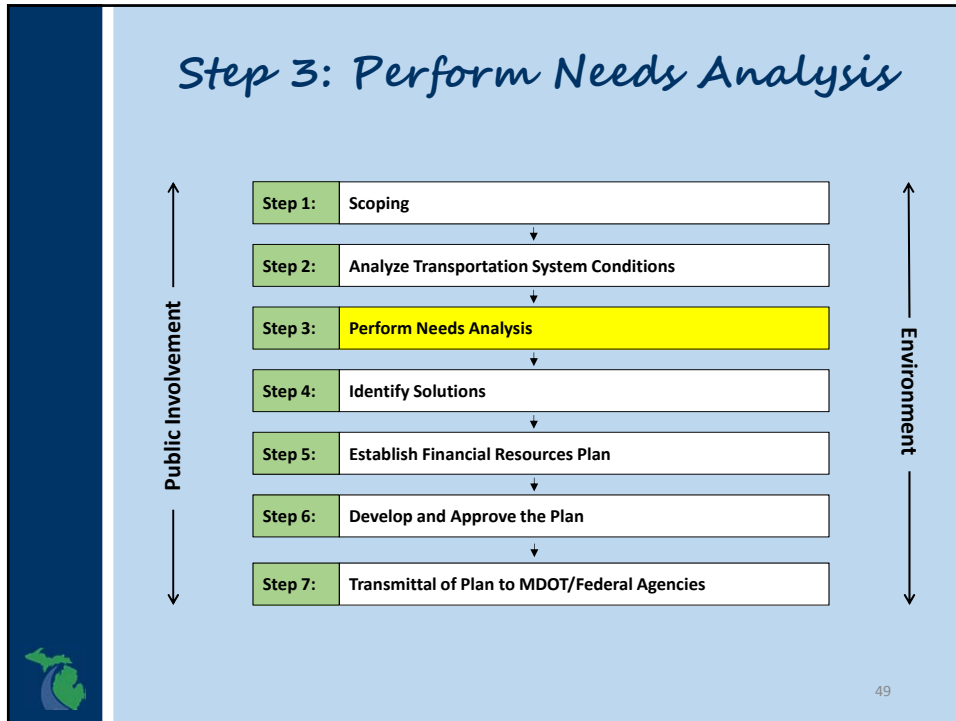 Step 3: Perform Needs Analysis
Public Involvement
Step 1: Scoping
Step 2: Analyze Transportation System Conditions
Step 3: Perform Needs Analysis
Step 4: Identify Solutions
Step 5: Establish Financial Resources Plan
Step 6: Develop and Approve the Plan
Step 7: Transmittal of Plan to MDOT/Federal Agencies
Environment
49